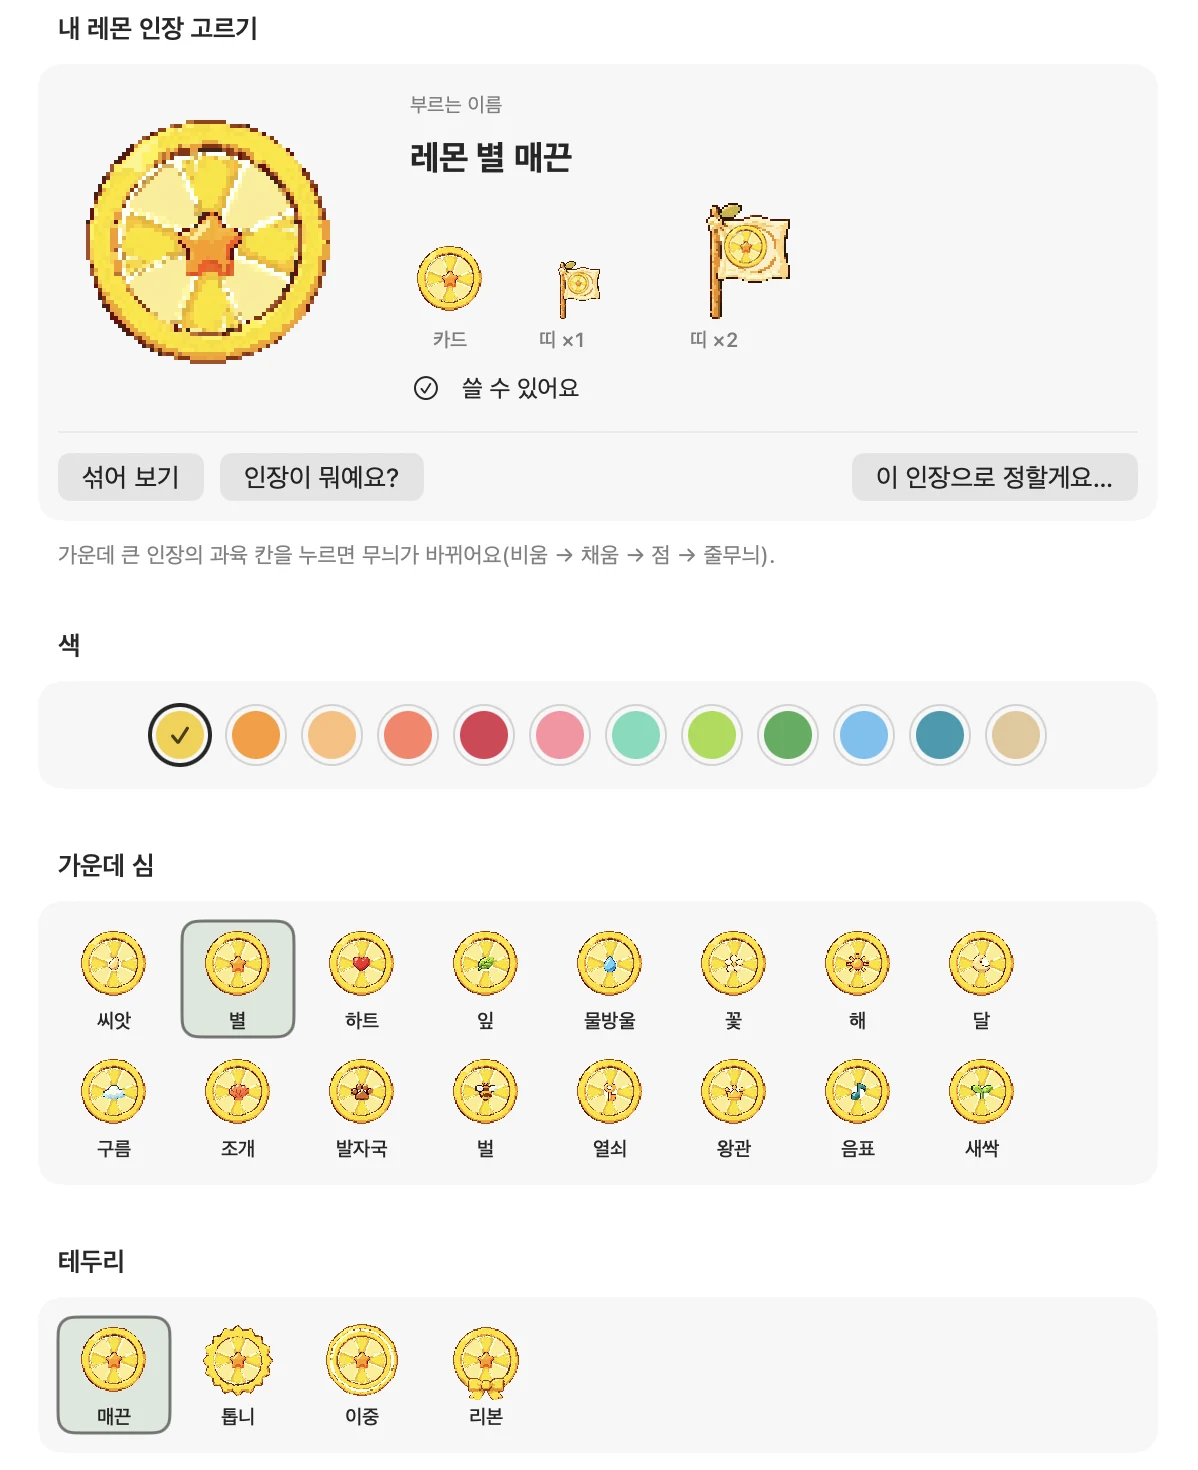 내 레몬 인장 고르기
부르는 이름
레몬 별 매끈
카드
띠 ×1
띠 ×2
쓸 수 있어요
섞어 보기
인장이 뭐예요?
이 인장으로 정할게요...
가운데 큰 인장의 과육 칸을 누르면 무늬가 바뀌어요(비움 → 채움 → 점 → 줄무늬).
색
가운데 심
씨앗 별 하트 잎 물방울 꽃 해 달
구름 조개 발자국 벌 열쇠 왕관 음표 새싹
테두리
매끈 톱니 이중 리본